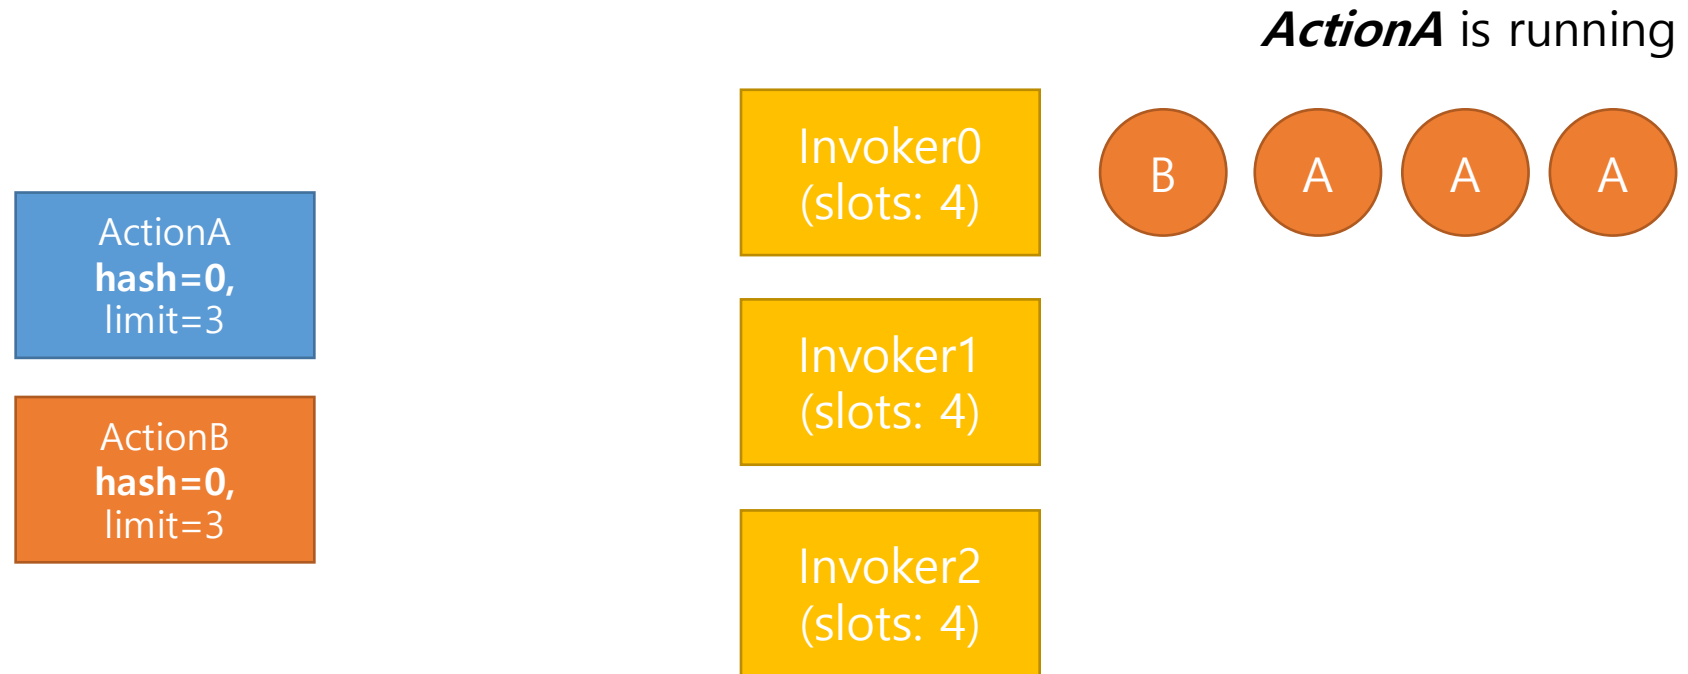 ActionA is running
Invoker0
(slots: 4)
B
A
A
A
ActionA
hash=0,
limit=3
Invoker1
(slots: 4)
ActionB
hash=0,
limit=3
Invoker2
(slots: 4)